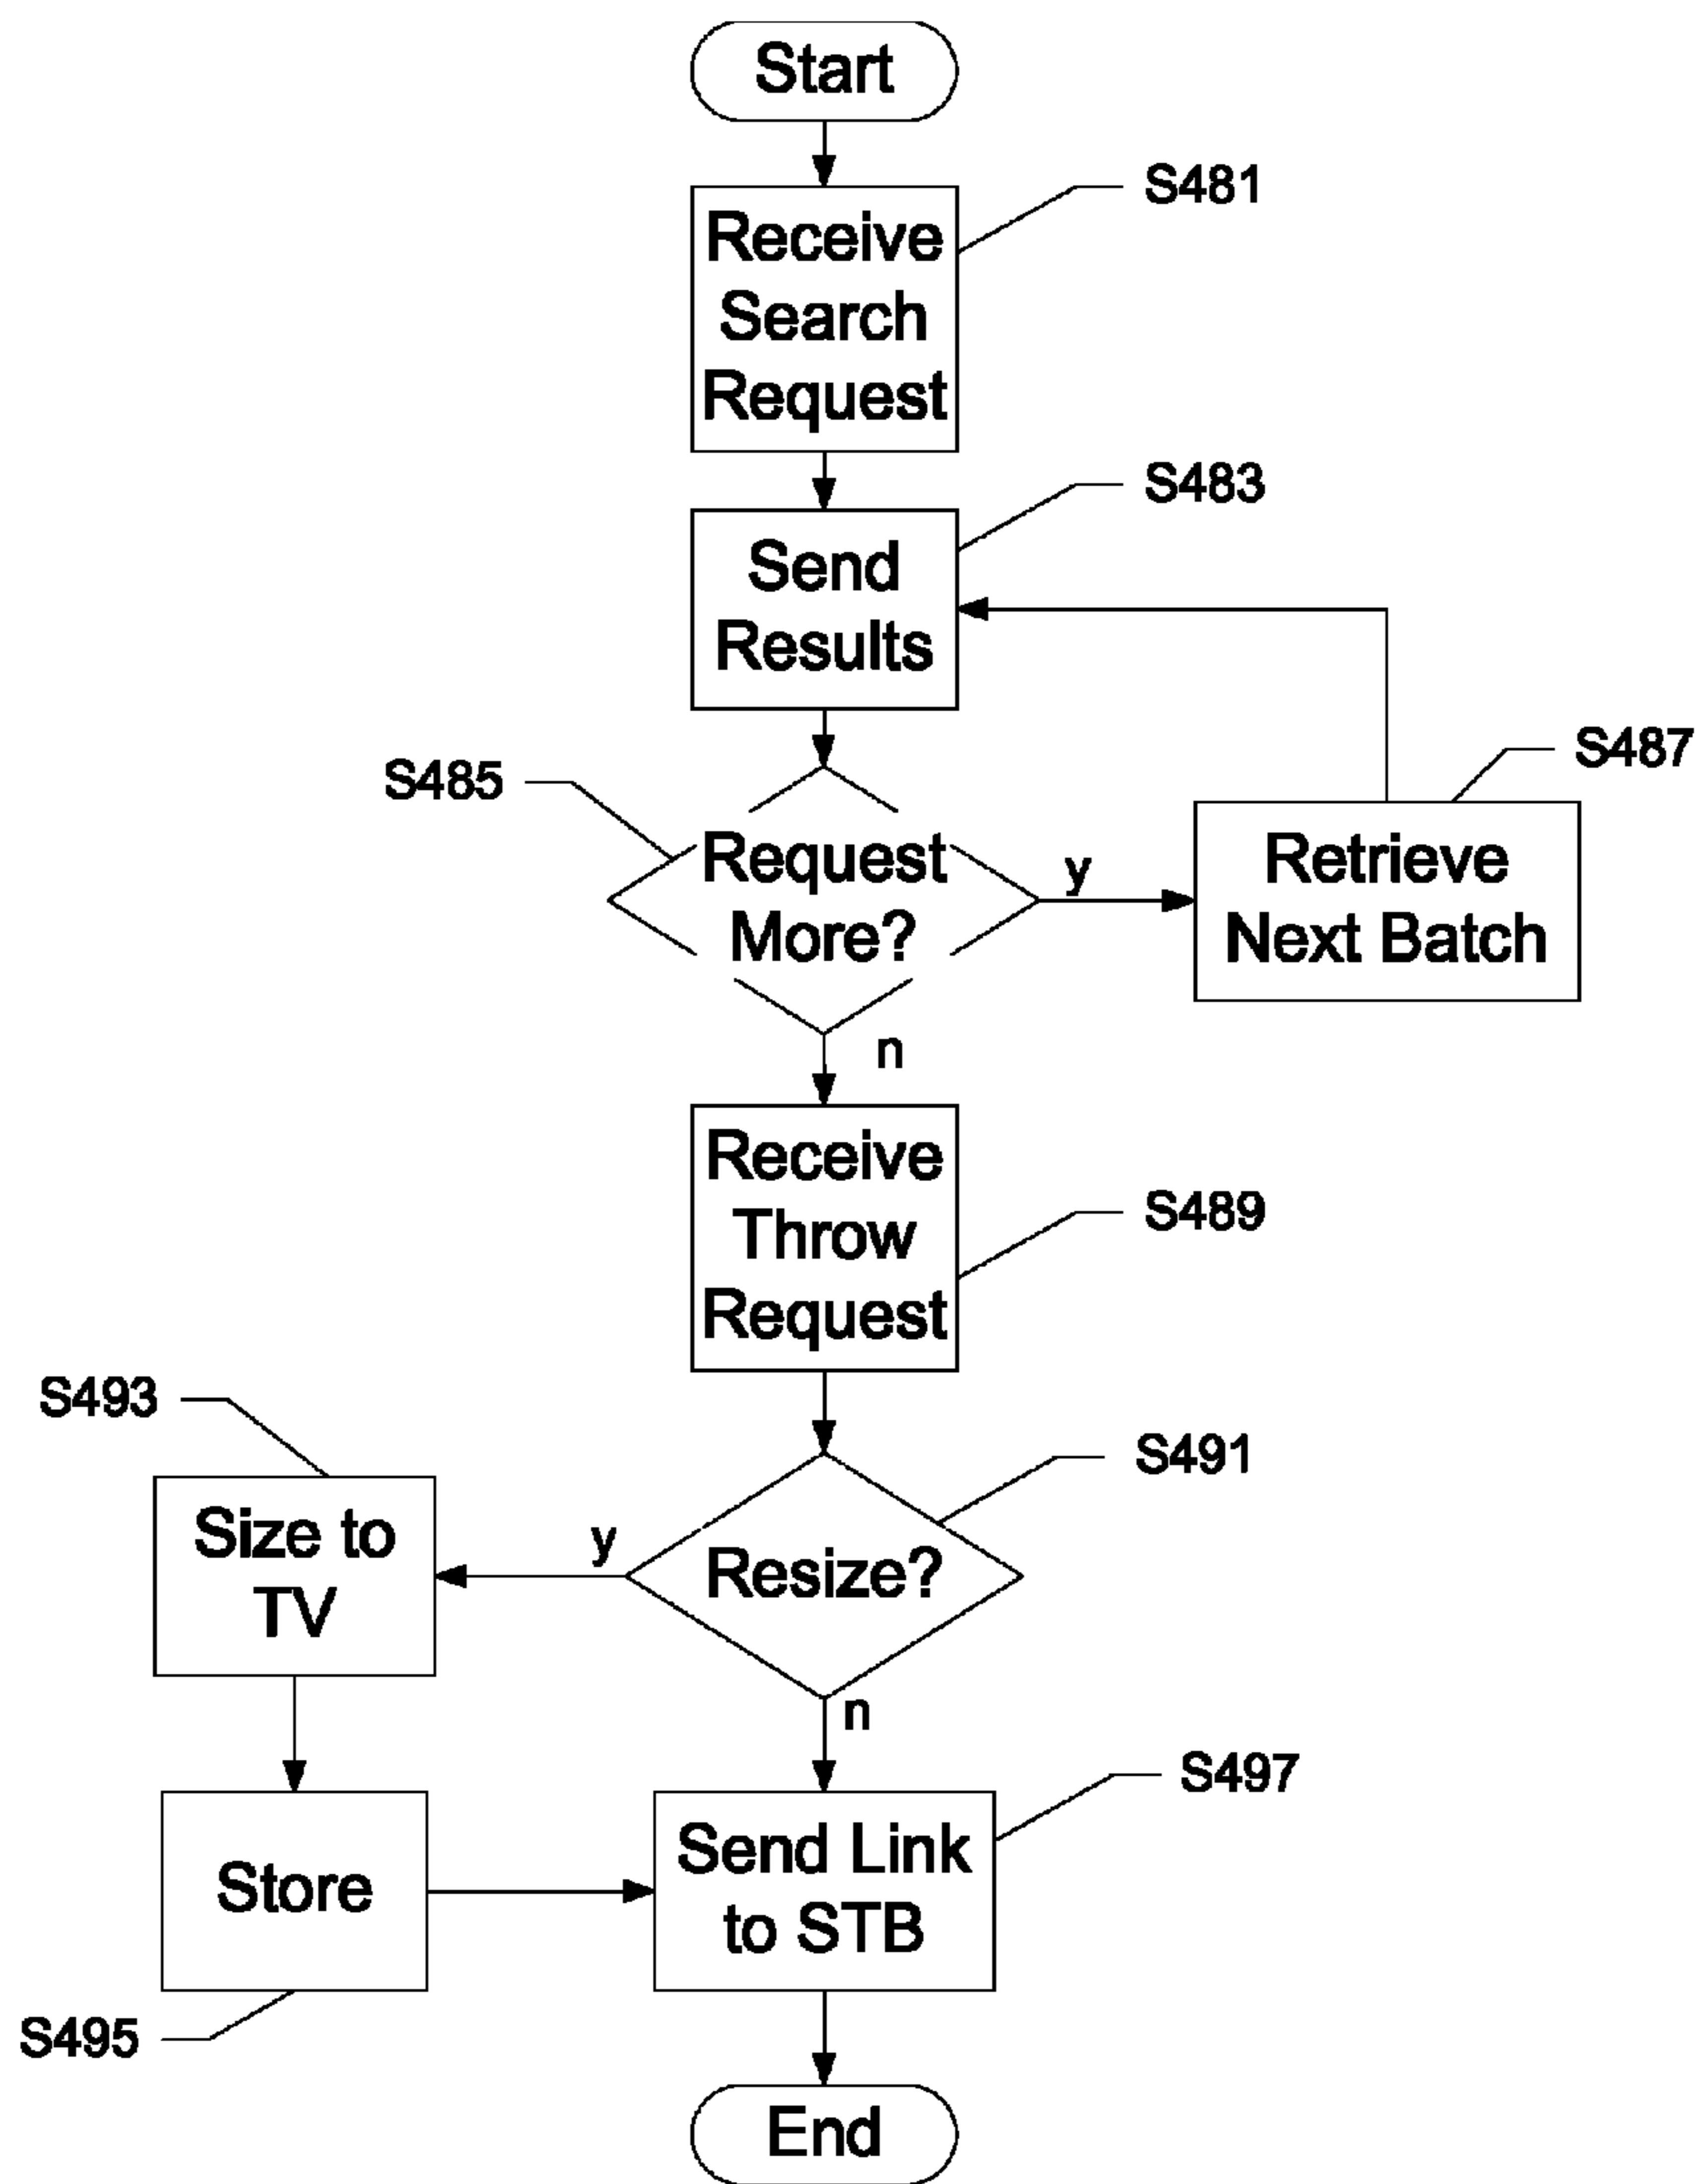 Start
S481
Receive
Search
Request
S483
Send
Results
S487
S485
Request
More?
y
Retrieve
Next Batch
n
Receive
Throw
Request
S489
S493
S491
Size to
TV
y
Resize?
n
S497
Store
Send Link
to STB
S495
End